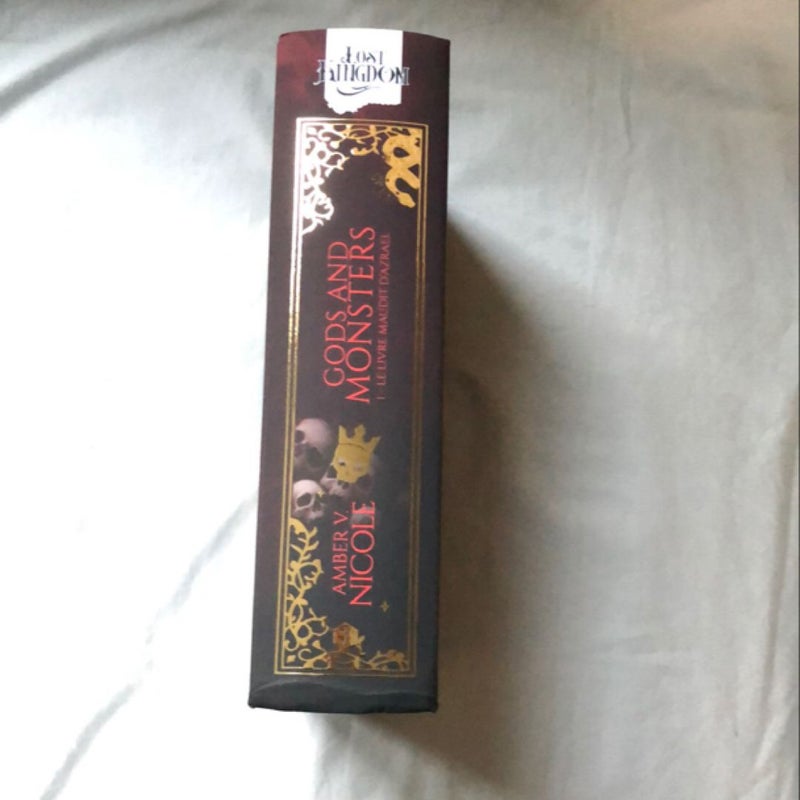 LOST
KINGDOM
GODS AND
MONSTERS
1 - LE LIVRE MAUDIT D'AZRAEL
AMBER V.
NICOLE